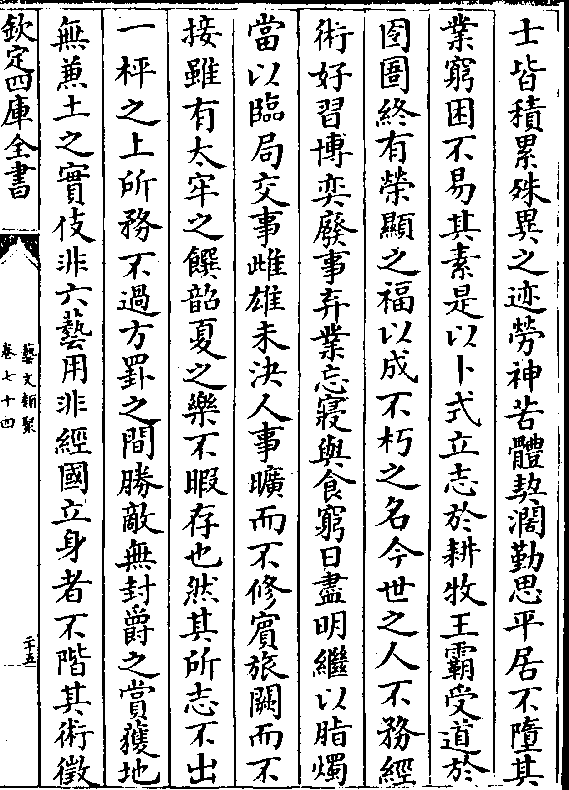 士皆積累殊異之迹勞神苦體契濶勤思平居不墮其
業窮困不易其素是以卜式立志於耕牧王霸受道於
囹圄終有榮顯之福以成不朽之名今世之人不務經
術好習博奕廢事弃業忘寢與食窮日盡明繼以脂燭
當以臨局交事雌雄未決人事曠而不修賓旅闕而不
接雖有太牢之饌韶夏之樂不暇存也然其所志不出
一枰之上所務不過方罫之間勝敵無封爵之賞獲地
無兼土之實伎非六藝用非經國立身者不階其術徵
欽定四庫全書
藝文類聚
卷七十四
二十五